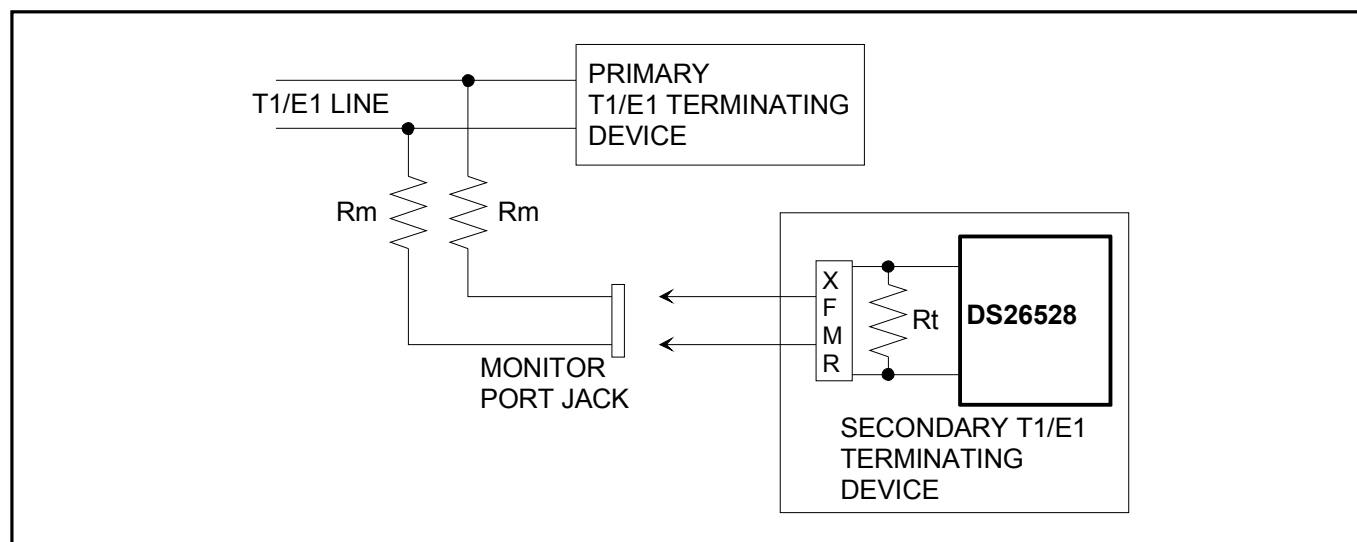 PRIMARY
T1/E1 TERMINATING
DEVICE
T1/E1 LINE
Rm
Rm
MONITOR
PORT JACK
X
F
M
R
Rt
DS26528
SECONDARY T1/E1
TERMINATING
DEVICE